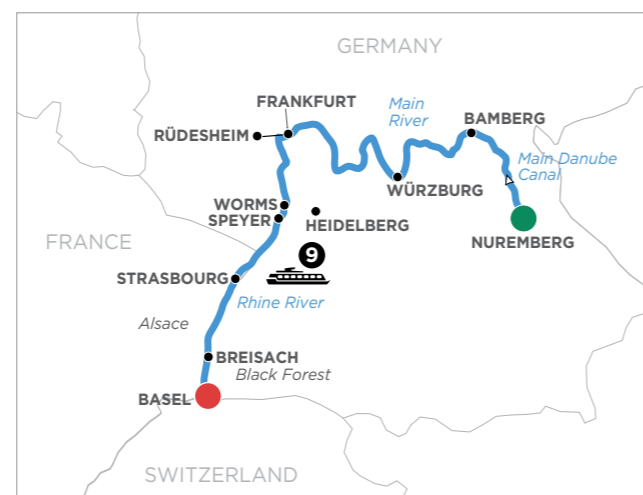 GERMANY
FRANKFURT
Main
River
BAMBERG
RÜDESHEIM
Main Danube
Canal
WÜRZBURG
WORMS
SPEYER
HEIDELBERG
NUREMBERG
FRANCE
9
STRASBOURG
Rhine River
Alsace
BREISACH
Black Forest
BASEL
SWITZERLAND